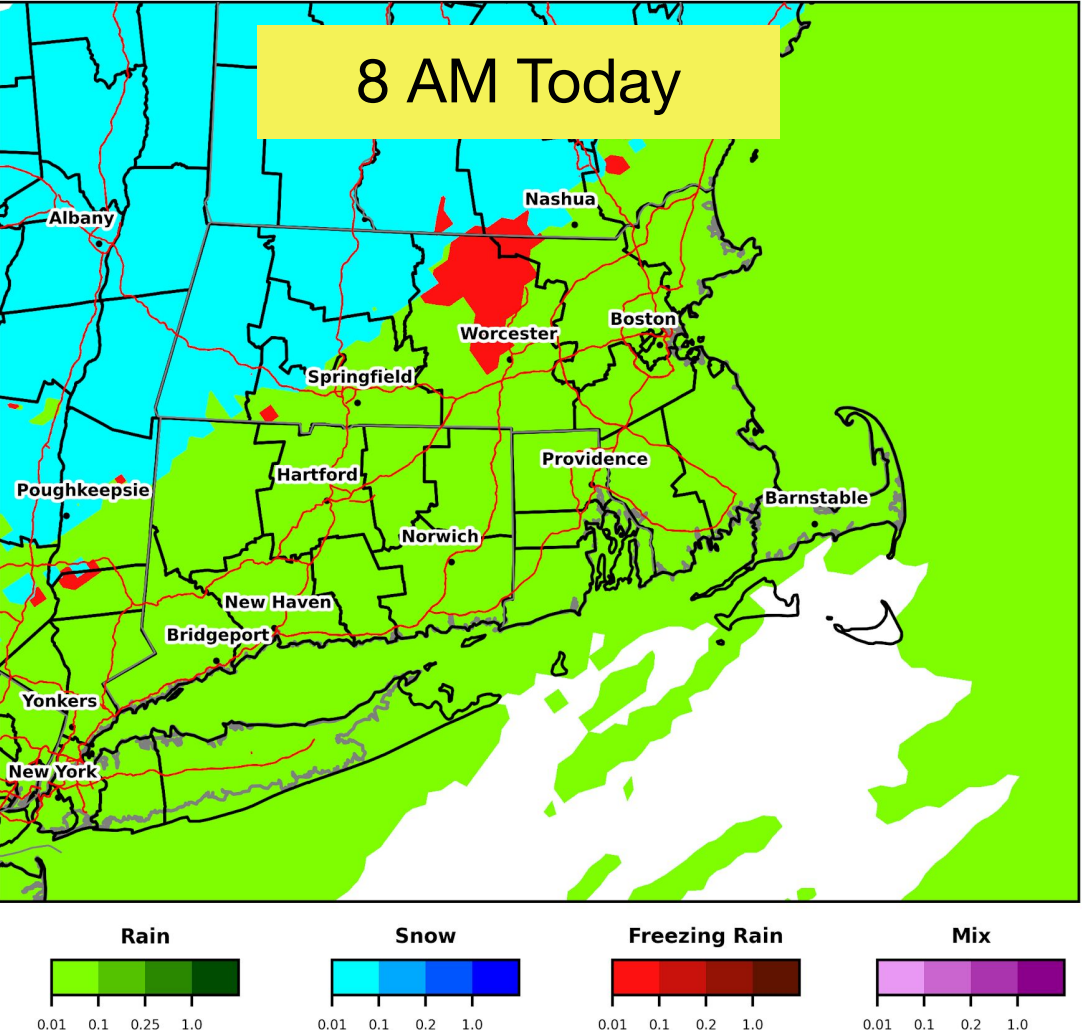 8 AM Today
Nashua
Albany
Boston
Worcester
Springfield
Providence
Hartford
Poughkeepsie
Barnstable
Norwich
New Haven
Bridgeport
Yonkers
New York
Rain Snow Freezing Rain Mix
0.01 0.1 0.25 1.0 0.01 0.1 0.2 1.0 0.01 0.1 0.2 1.0 0.01 0.1 0.2 1.0